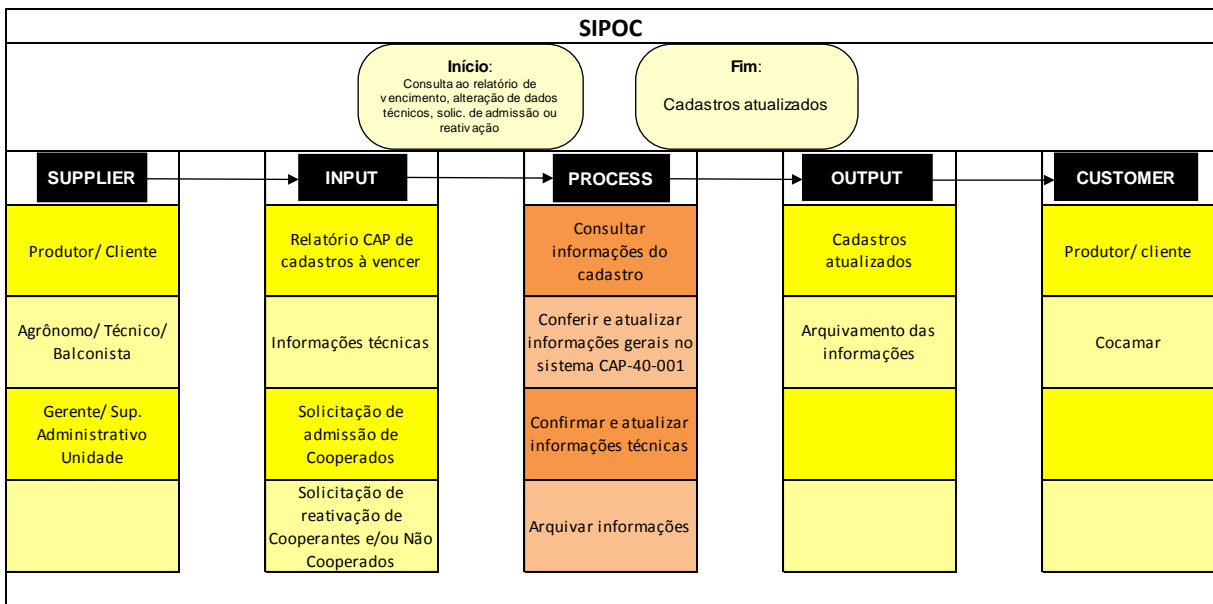 SIPOC
Início:
Consulta ao relatório de
vencimento, alteração de dados
técnicos, solic. de admissão ou
reativação
Fim:
Cadastros atualizados
SUPPLIER
INPUT
PROCESS
OUTPUT
CUSTOMER
Produtor/ Cliente
Relatório CAP de
cadastros à vencer
Consultar
informações do
cadastro
Cadastros
atualizados
Produtor/ cliente
Agrônomo/ Técnico/
Balconista
Informações técnicas
Conferir e atualizar
informações gerais no
sistema CAP-40-001
Arquivamento das
informações
Cocamar
Gerente/ Sup.
Administrativo
Unidade
Solicitação de
admissão de
Cooperados
Confirmar e atualizar
informações técnicas
Solicitação de
reativação de
Cooperantes e/ou Não
Cooperados
Arquivar informações